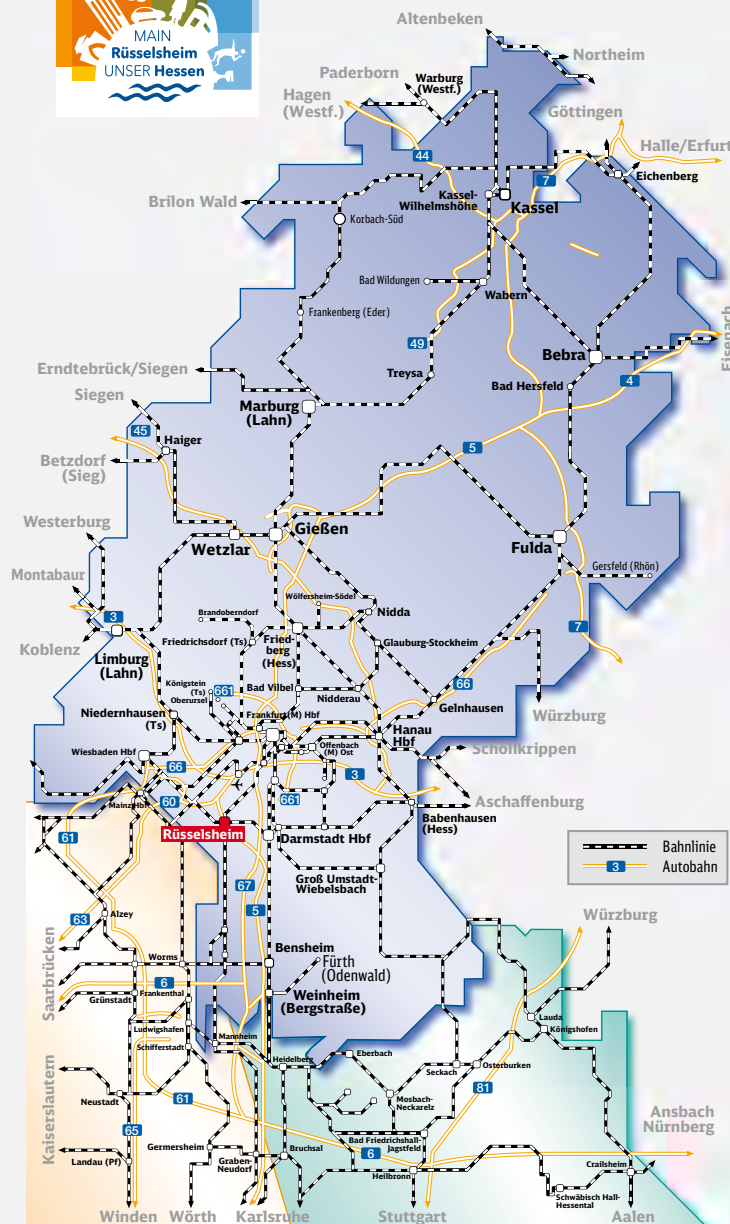 MAIN
Rüsselsheim
UNSER Hessen
Altenbeken
Northeim
Paderborn
Warburg
(Westf.)
Hagen
(Westf.)
Göttingen
Halle/Erfurt
44
7
Eichenberg
Kassel-
Wilhelmshöhe
Kassel
Brilon Wald
Korbach-Süd
Bad Wildungen
Wabern
Frankenberg (Eder)
49
Eisenach
Bebra
Erndtebrück/Siegen
Treysa
Bad Hersfeld
4
Siegen
Marburg
(Lahn)
45
Haiger
5
Betzdorf
(Sieg)
Westerburg
Gießen
Wetzlar
Fulda
Gersfeld (Rhön)
Montabaur
Wölfersheim-Södel
Nidda
Brandoberndorf
3
7
Koblenz
Limburg
(Lahn)
Friedrichsdorf (Ts)
Fried-
berg
(Hess)
Glauburg-Stockheim
Königstein
(Ts)
Oberursel
661
Bad Vilbel
Nidderau
66
Gelnhausen
Niedernhausen
(Ts)
Frankfurt(M) Hbf
Würzburg
Hanau
Hbf
Wiesbaden Hbf
Offenbach
(M) Ost
Schöllkrippen
66
3
Mainz Hbf
60
661
Aschaffenburg
Babenhausen
(Hess)
Rüsselsheim
Darmstadt Hbf
61
Bahnlinie
3
Autobahn
Groß Umstadt-
Wiebelsbach
67
5
63
Alzey
Würzburg
Saarbrücken
Worms
Bensheim
Fürth
(Odenwald)
6
Grünstadt
Frankenthal
Weinheim
(Bergstraße)
Lauda
Königshofen
Ludwigshafen
Schifferstadt
Mannheim
Heidelberg
Eberbach
Seckach
Osterburken
Kaiserslautern
81
Neustadt
61
Mosbach-
Neckarelz
Ansbach
Nürnberg
65
Bad Friedrichshall-
Jagstfeld
Germersheim
Graben-
Neudorf
Bruchsal
6
Landau (Pf)
Heilbronn
Crailsheim
Schwäbisch Hall-
Hessental
Winden
Wörth
Karlsruhe
Stuttgart
Aalen